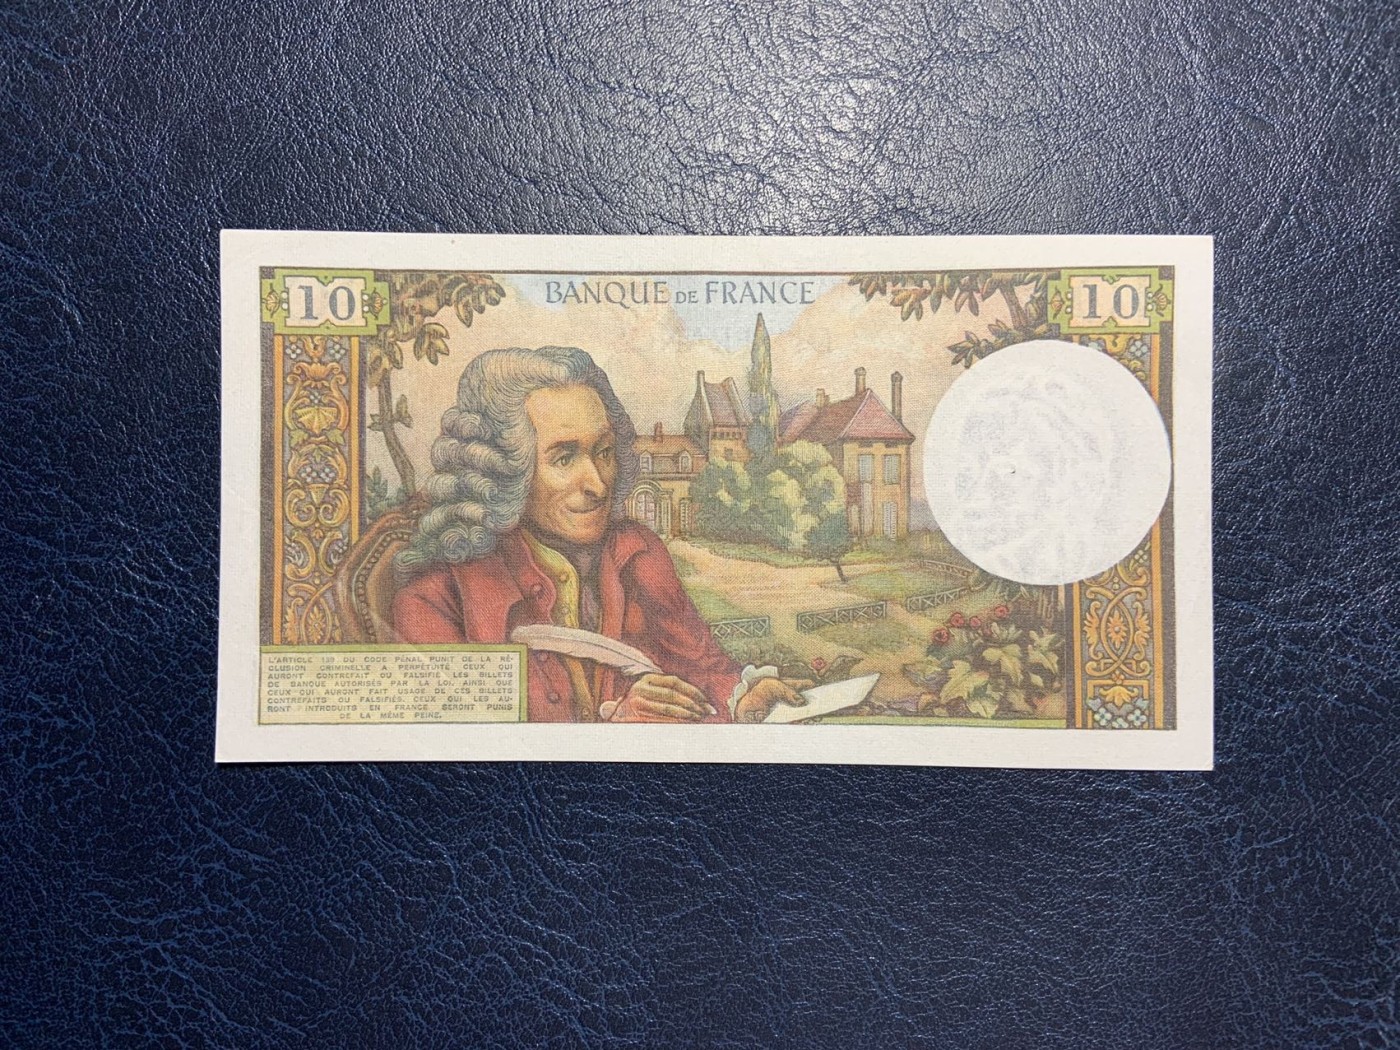 10
BANQUE DE FRANCE
10
L'ARTICLE 139 DU CODE PÉNAL PUNIT DE LA RÉ-
CLUSION CRIMINELLE A PERPÉTUITÉ CEUX QUI
AURONT CONTREFAIT OU FALSIFIÉ LES BILLETS
DE BANQUE AUTORISÉS PAR LA LOI, AINSI QUE
CEUX QUI AURONT FAIT USAGE DE CES BILLETS
CONTREFAITS OU FALSIFIÉS. CEUX QUI LES AU-
RONT INTRODUITS EN FRANCE SERONT PUNIS
DE LA MÊME PEINE.